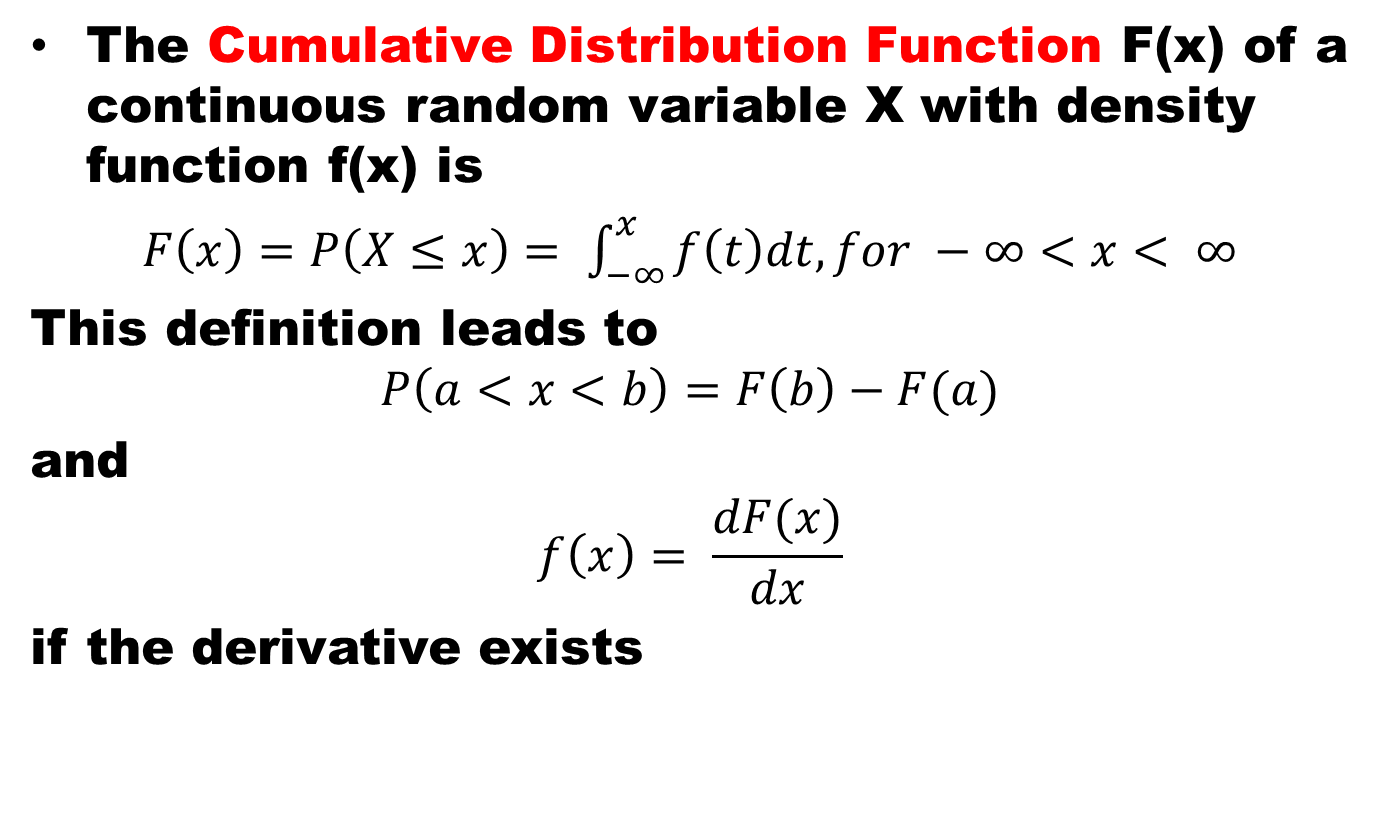 • The Cumulative Distribution Function F(x) of a
continuous random variable X with density
function f(x) is
F(x) = P(X ≤ x) = ∫_{−∞}^{x} f(t)dt, for − ∞ < x < ∞
This definition leads to
P(a < x < b) = F(b) − F(a)
and
f(x) = \frac{dF(x)}{dx}
if the derivative exists